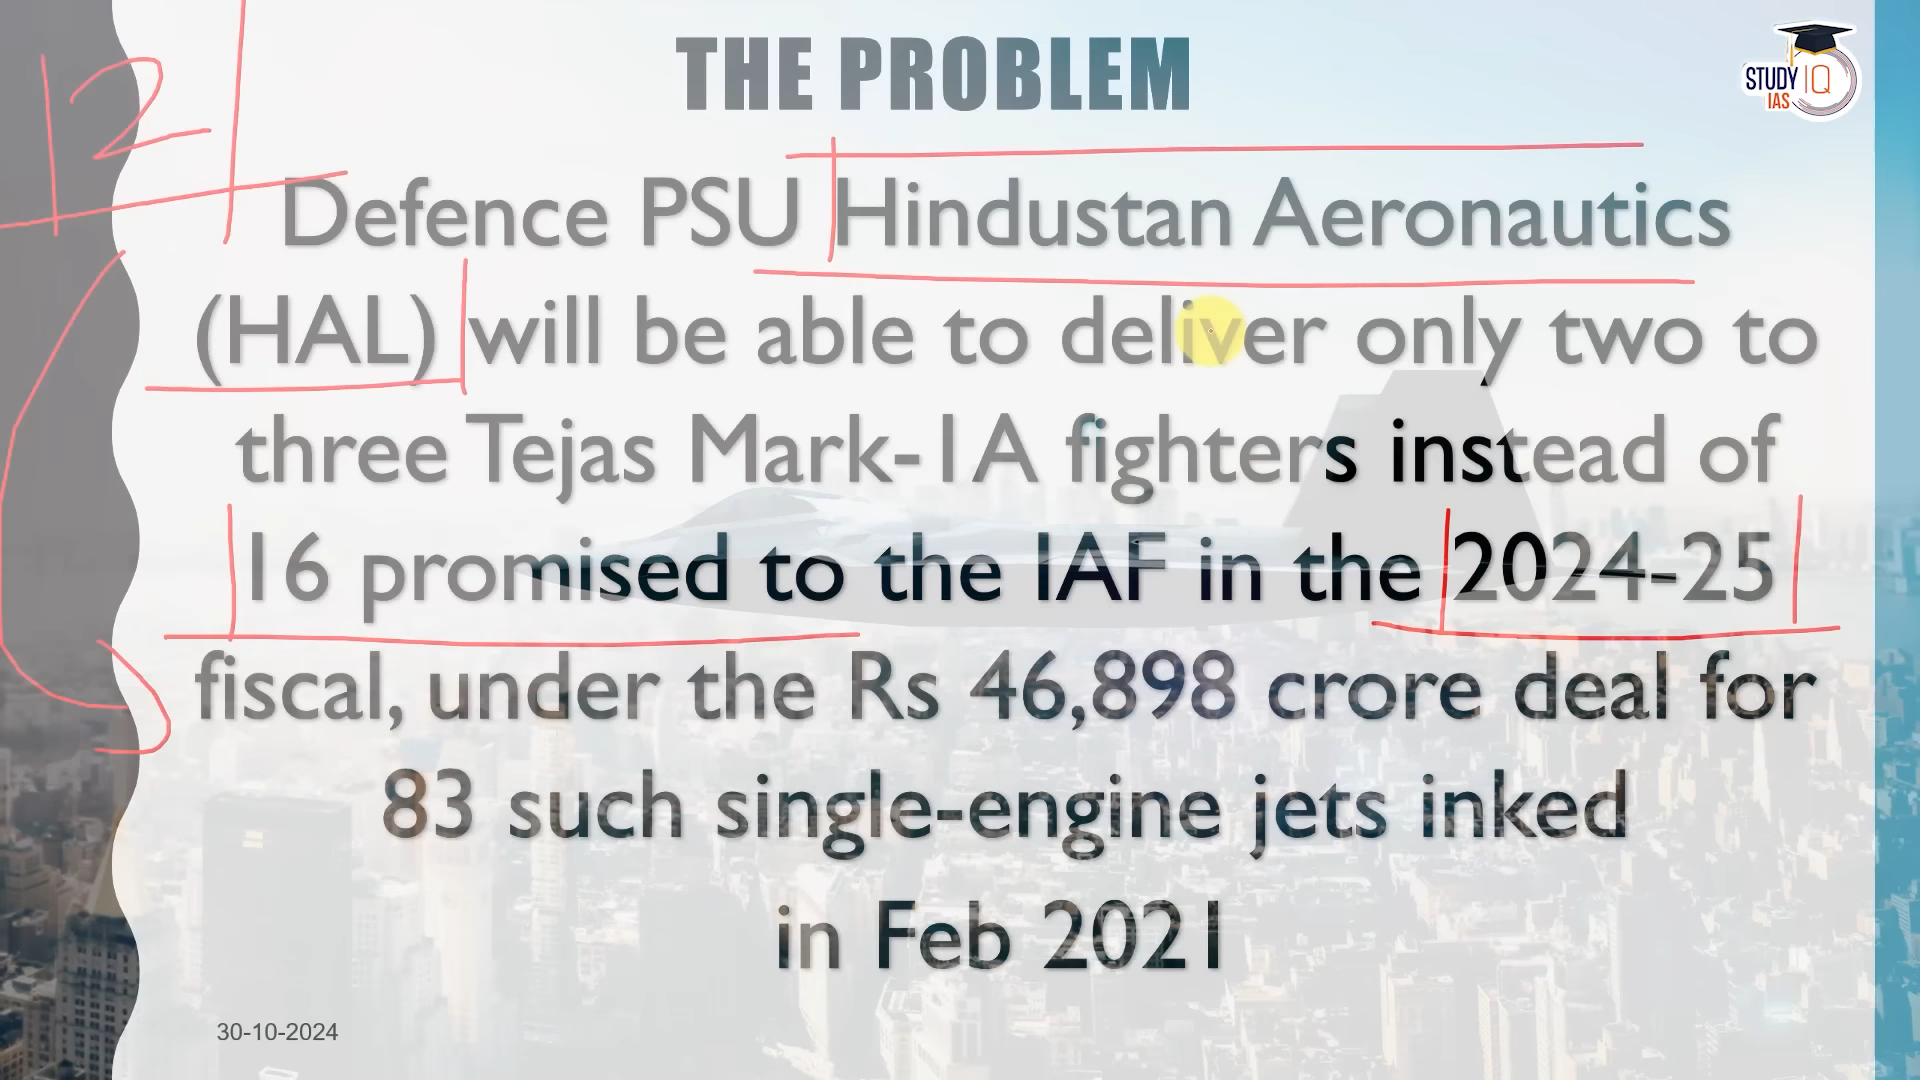 THE PROBLEM
STUDY IQ
IAS
12
Defence PSU Hindustan Aeronautics
(HAL) will be able to deliver only two to
three Tejas Mark-1A fighters instead of
16 promised to the IAF in the 2024-25
fiscal, under the Rs 46,898 crore deal for
83 such single-engine jets inked
in Feb 2021
30-10-2024